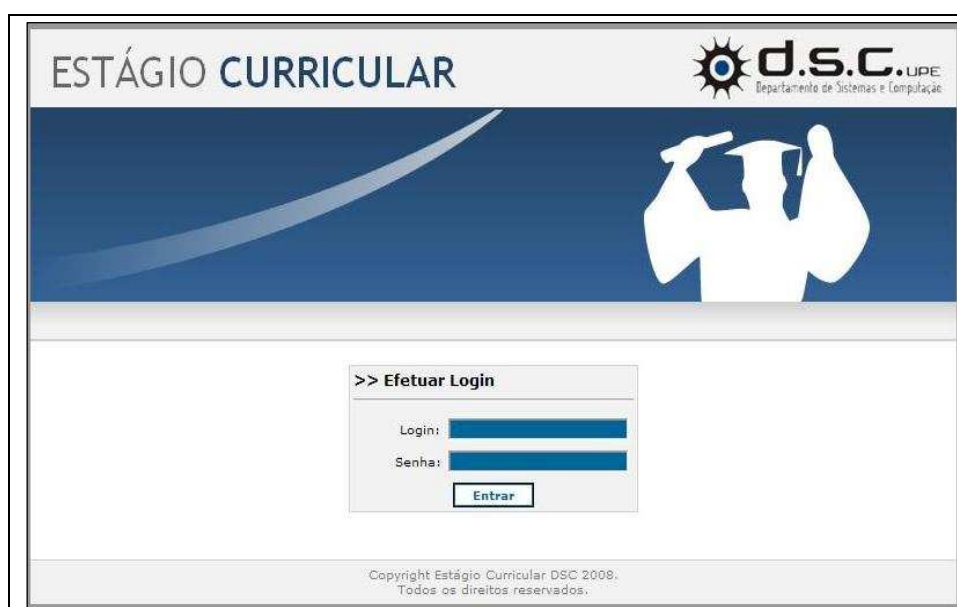 ESTÁGIO CURRICULAR
d.s.c. UPE
Departamento de Sistemas e Computação
>> Efetuar Login
Login:
Senha:
Entrar
Copyright Estágio Curricular DSC 2008.
Todos os direitos reservados.